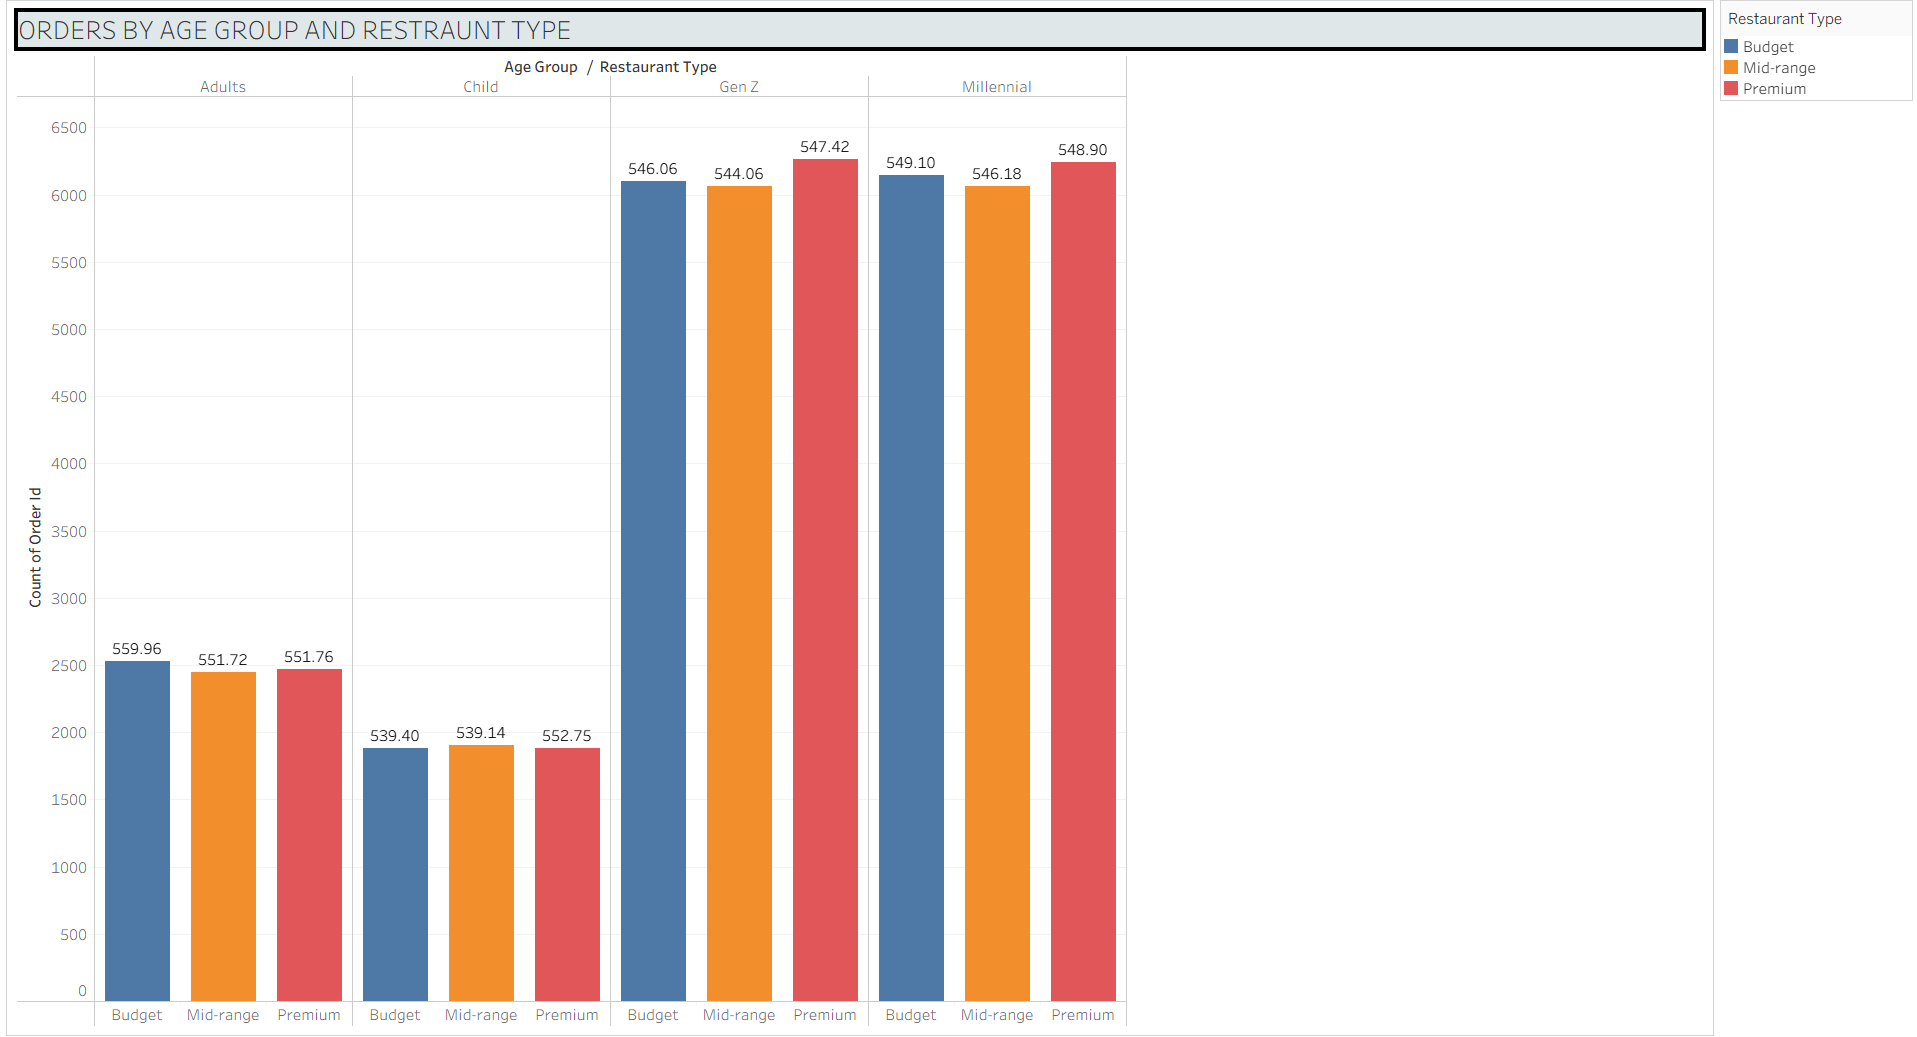 ORDERS BY AGE GROUP AND RESTRAUNT TYPE
Restaurant Type
Budget
Mid-range
Premium
Age Group / Restaurant Type
Adults Child Gen Z Millennial
Count of Order Id
6500
6000
5500
5000
4500
4000
3500
3000
2500
2000
1500
1000
500
0
559.96 551.72 551.76 539.40 539.14 552.75 546.06 544.06 547.42 549.10 546.18 548.90
Budget Mid-range Premium Budget Mid-range Premium Budget Mid-range Premium Budget Mid-range Premium